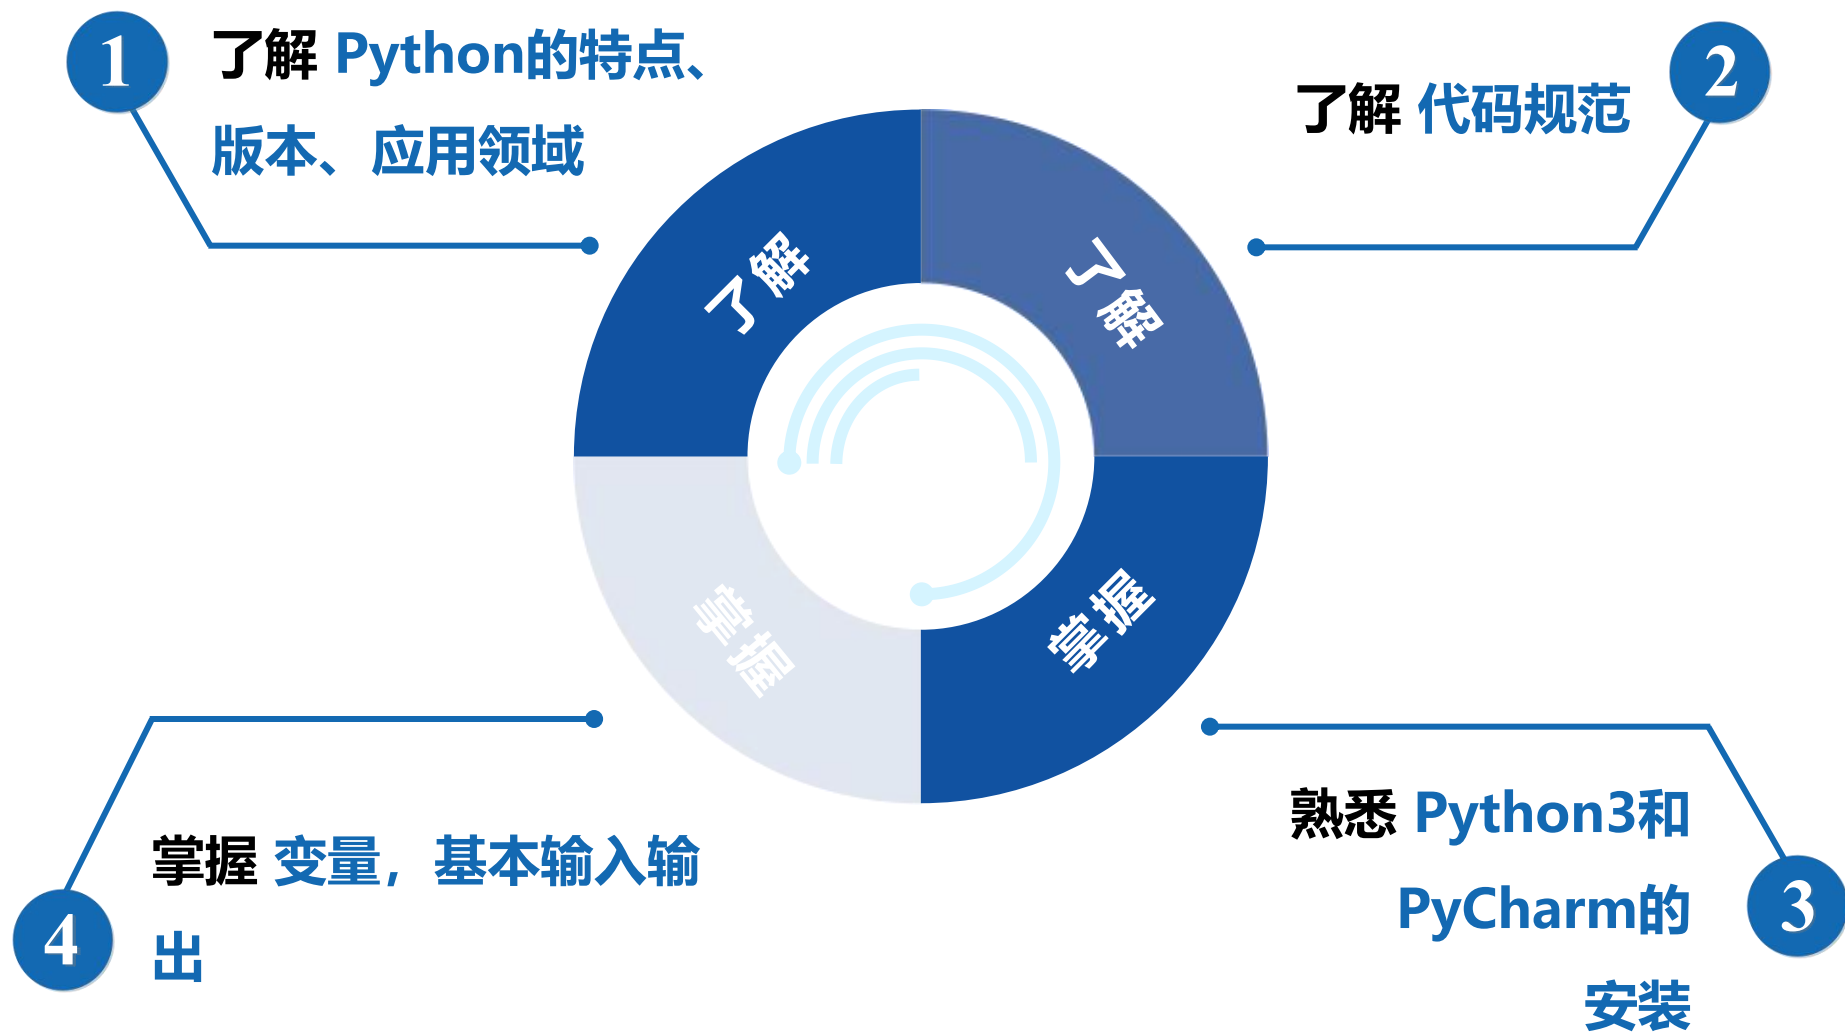 1
了解 Python的特点、
版本、应用领域
2
了解 代码规范
了解
了解
掌握
掌握
熟悉 Python3和
PyCharm的
安装
3
掌握 变量，基本输入输
出
4